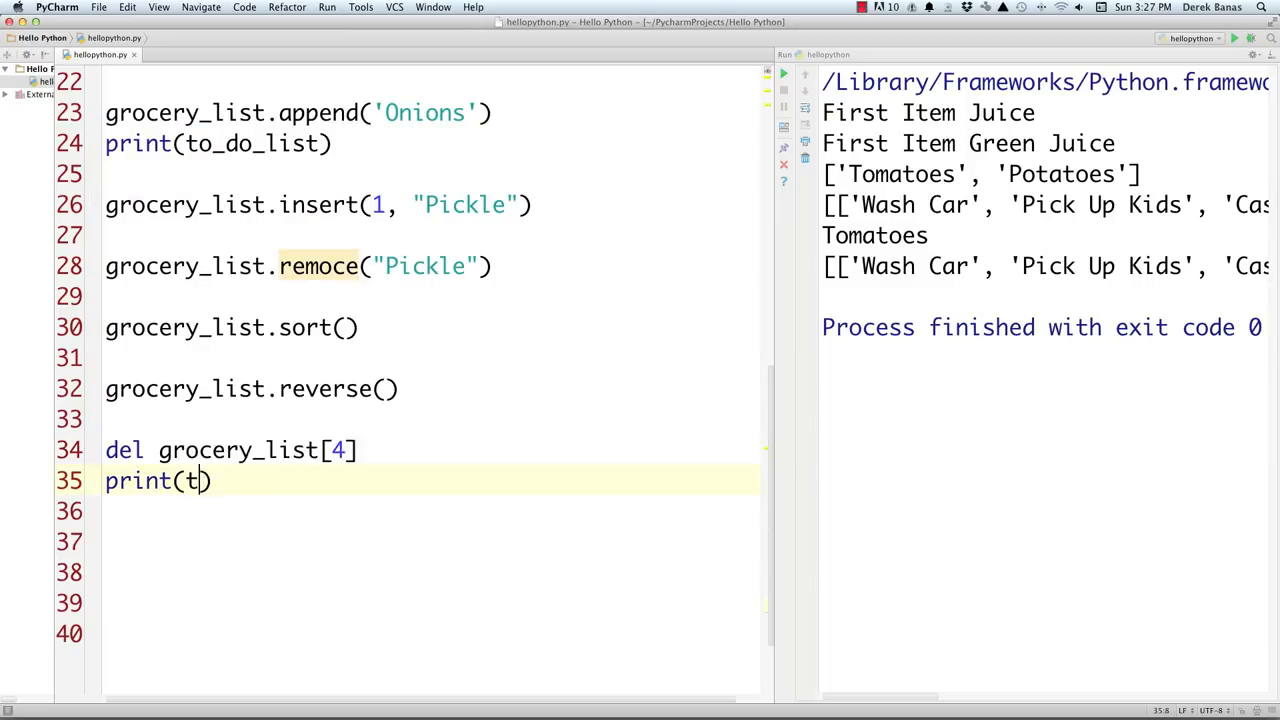 PyCharm File Edit View Navigate Code Refactor Run Tools VCS Window Help 10 Sun 3:27 PM Derek Banas
hellopython.py – Hello Python – [~/PycharmProjects/Hello Python]
Hello Python hellopython.py hellopython
hellopython.py × Run hellopython
Hello P
hell
Extern
22
23 grocery_list.append('Onions')
24 print(to_do_list)
25
26 grocery_list.insert(1, "Pickle")
27
28 grocery_list.remoce("Pickle")
29
30 grocery_list.sort()
31
32 grocery_list.reverse()
33
34 del grocery_list[4]
35 print(t)
36
37
38
39
40
/Library/Frameworks/Python.framewo
First Item Juice
First Item Green Juice
['Tomatoes', 'Potatoes']
[['Wash Car', 'Pick Up Kids', 'Cas
Tomatoes
[['Wash Car', 'Pick Up Kids', 'Cas
Process finished with exit code 0
35:8 LF UTF-8